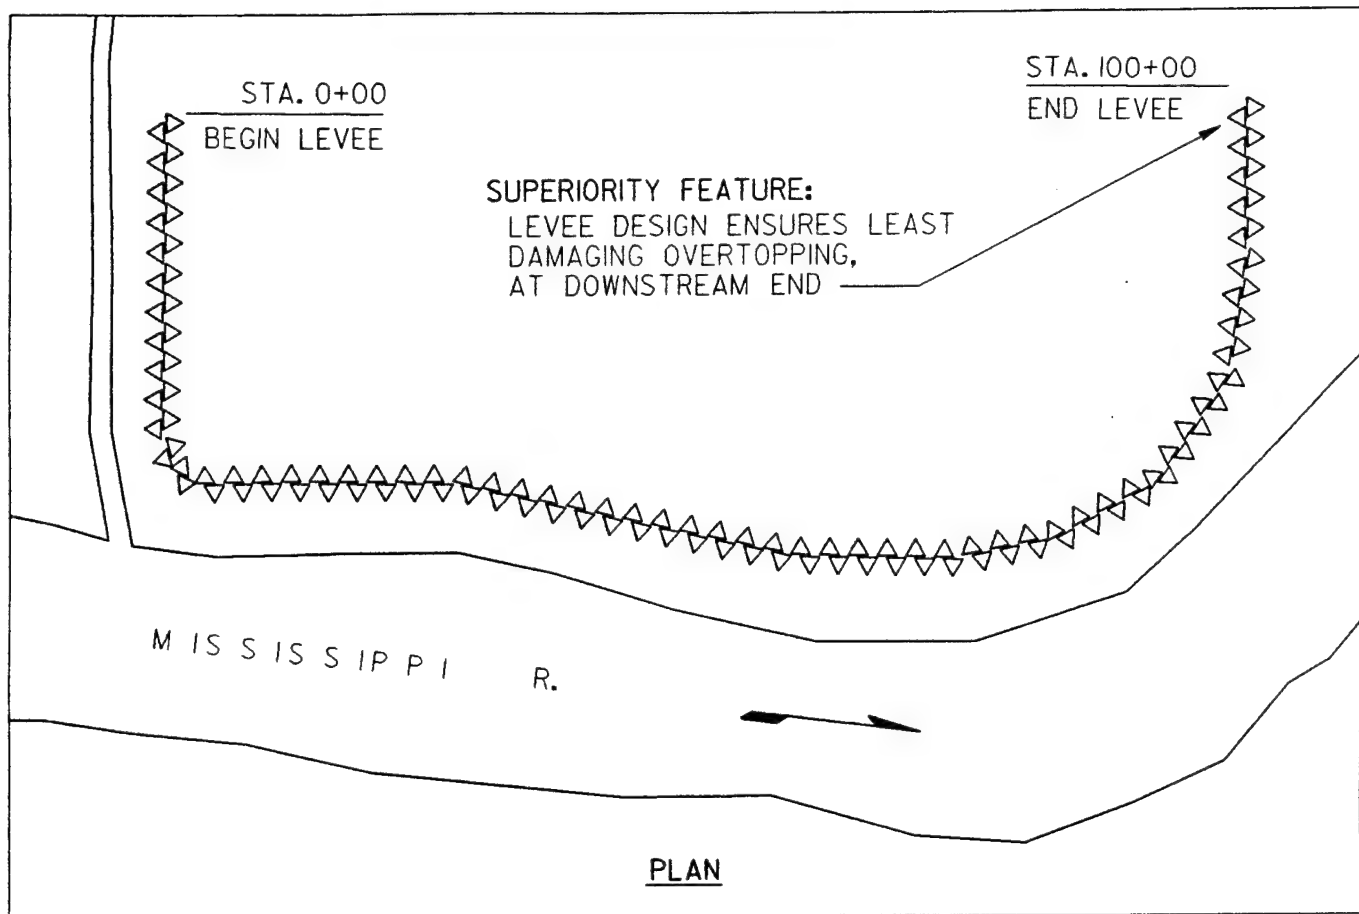 STA. 0+00
BEGIN LEVEE
STA. 100+00
END LEVEE
SUPERIORITY FEATURE:
LEVEE DESIGN ENSURES LEAST
DAMAGING OVERTOPPING,
AT DOWNSTREAM END
MISSISSIPPI R.
PLAN